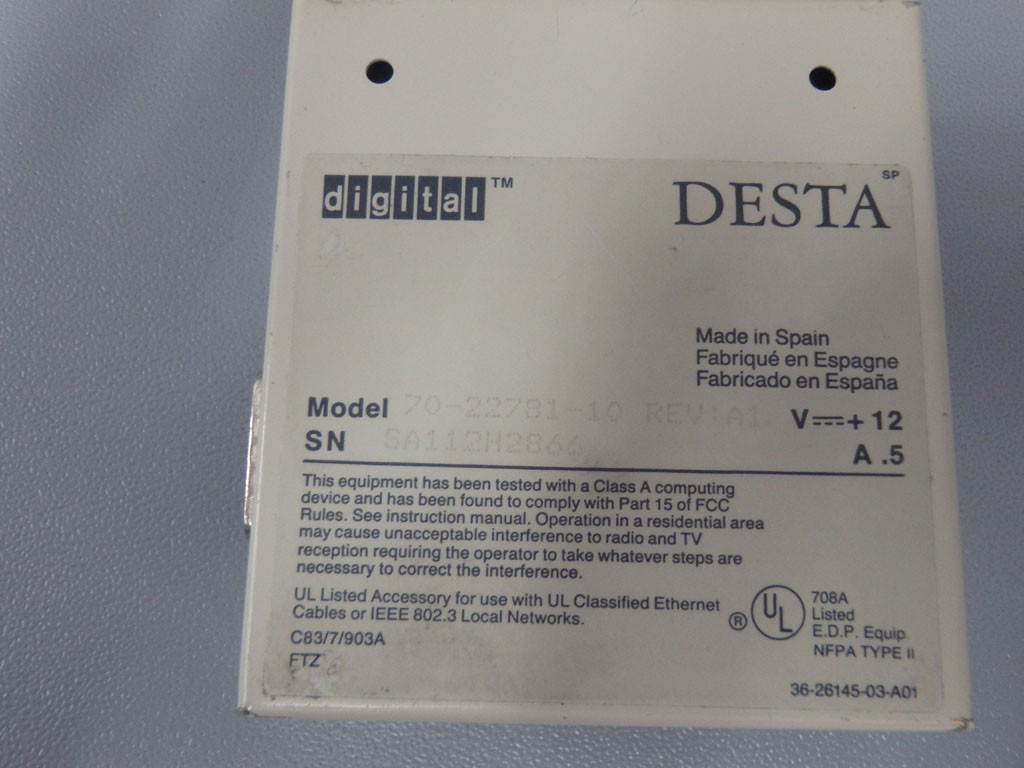 digital™
DESTA SP
Made in Spain
Fabriqué en Espagne
Fabricado en España
Model 70-22781-10 REV:A1 V⎓+12
SN SA112H2866 A .5
This equipment has been tested with a Class A computing
device and has been found to comply with Part 15 of FCC
Rules. See instruction manual. Operation in a residential area
may cause unacceptable interference to radio and TV
reception requiring the operator to take whatever steps are
necessary to correct the interference.
UL Listed Accessory for use with UL Classified Ethernet
Cables or IEEE 802.3 Local Networks.
C83/7/903A
FTZ
® UL
708A
Listed
E.D.P. Equip.
NFPA TYPE II
36-26145-03-A01